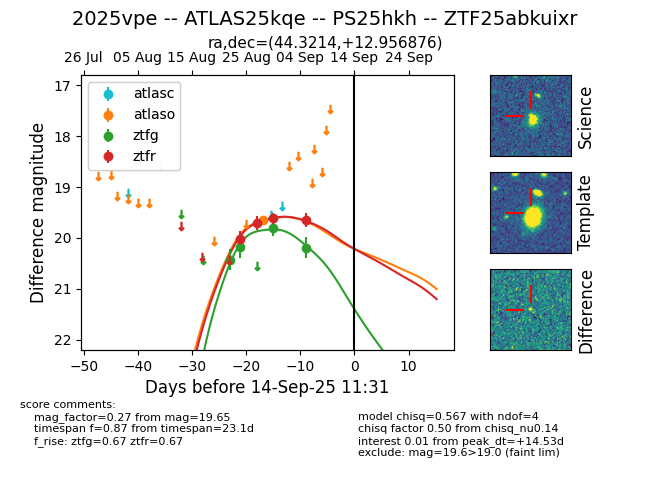 2025vpe -- ATLAS25kqe -- PS25hkh -- ZTF25abkuixr
ra,dec=(44.3214,+12.956876)
26 Jul 05 Aug 15 Aug 25 Aug 04 Sep 14 Sep 24 Sep
atlasc
atlaso
ztfg
ztfr
17
18
19
20
21
22
Difference magnitude
−50 −40 −30 −20 −10 0 10
Days before 14-Sep-25 11:31
Science
Template
Difference
score comments:
mag_factor=0.27 from mag=19.65
timespan f=0.87 from timespan=23.1d
f_rise: ztfg=0.67 ztfr=0.67
model chisq=0.567 with ndof=4
chisq factor 0.50 from chisq_nu0.14
interest 0.01 from peak_dt=+14.53d
exclude: mag=19.6>19.0 (faint lim)